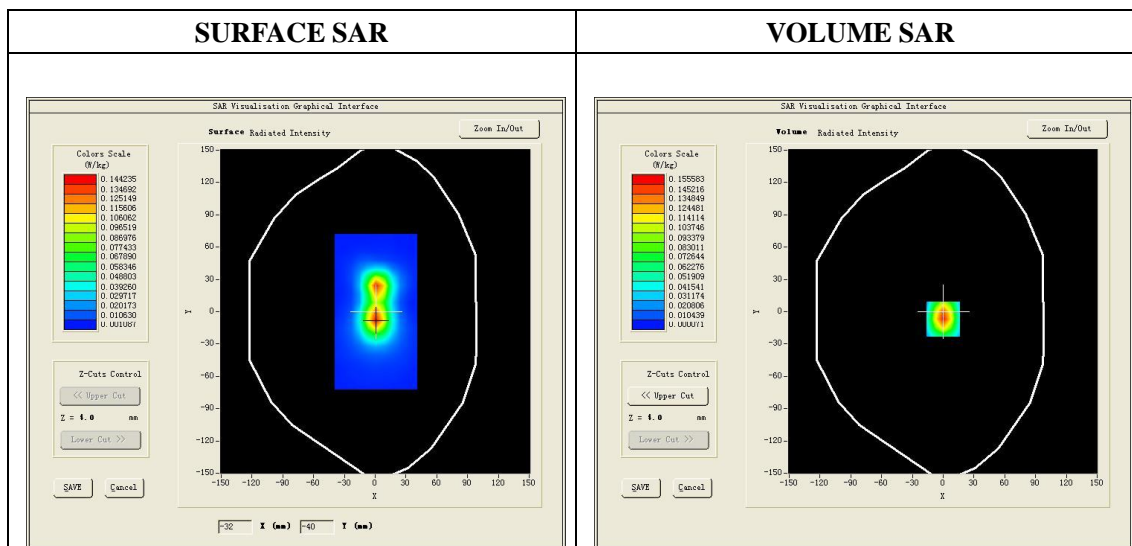 SURFACE SAR
VOLUME SAR
SAR Visualisation Graphical Interface
Surface Radiated Intensity
Zoom In/Out
Colors Scale
(W/kg)
0.144235
0.134692
0.125149
0.115606
0.106062
0.096519
0.086976
0.077433
0.067890
0.058346
0.048803
0.039260
0.029717
0.020173
0.010630
0.001087
Z-Cuts Control
<< Upper Cut
Z = 4.0 mm
Lower Cut >>
SAVE
Cancel
150
120
90
60
30
0
-30
-60
-90
-120
-150
Y
-150 -120 -90 -60 -30 0 30 60 90 120 150
X
-32 X (mm) -40 Y (mm)
SAR Visualisation Graphical Interface
Volume Radiated Intensity
Zoom In/Out
Colors Scale
(W/kg)
0.155583
0.145216
0.134849
0.124481
0.114114
0.103746
0.093379
0.083011
0.072644
0.062276
0.051909
0.041541
0.031174
0.020806
0.010439
0.000071
Z-Cuts Control
<< Upper Cut
Z = 4.0 mm
Lower Cut >>
SAVE
Cancel
150
120
90
60
30
0
-30
-60
-90
-120
-150
Y
-150 -120 -90 -60 -30 0 30 60 90 120 150
X